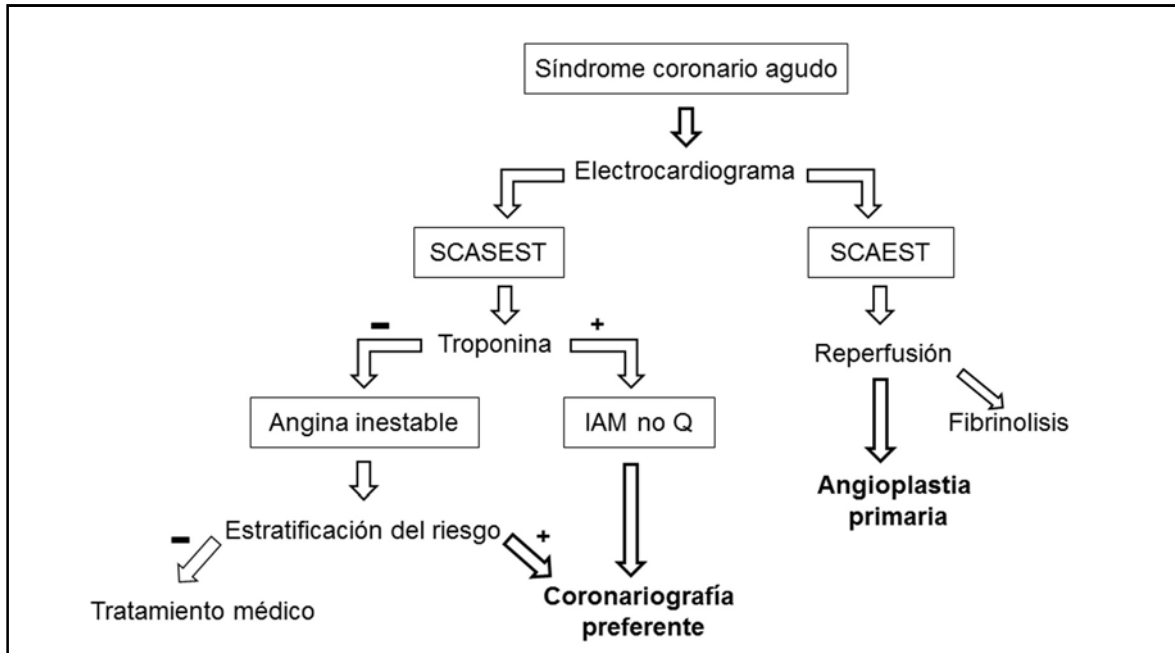 Síndrome coronario agudo
Electrocardiograma
SCASEST
SCAEST
- Troponina +
Reperfusión
Angina inestable
IAM no Q
Fibrinolisis
Angioplastia
primaria
- Estratificación del riesgo +
Tratamiento médico
Coronariografía
preferente